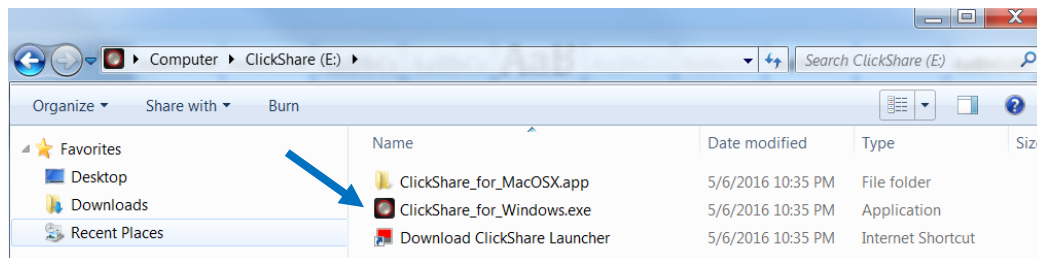 Computer ClickShare (E:) Search ClickShare (E:)
AaB
Organize Share with Burn
Name Date modified Type Siz
Favorites
Desktop
Downloads
Recent Places
ClickShare_for_MacOSX.app 5/6/2016 10:35 PM File folder
ClickShare_for_Windows.exe 5/6/2016 10:35 PM Application
Download ClickShare Launcher 5/6/2016 10:35 PM Internet Shortcut